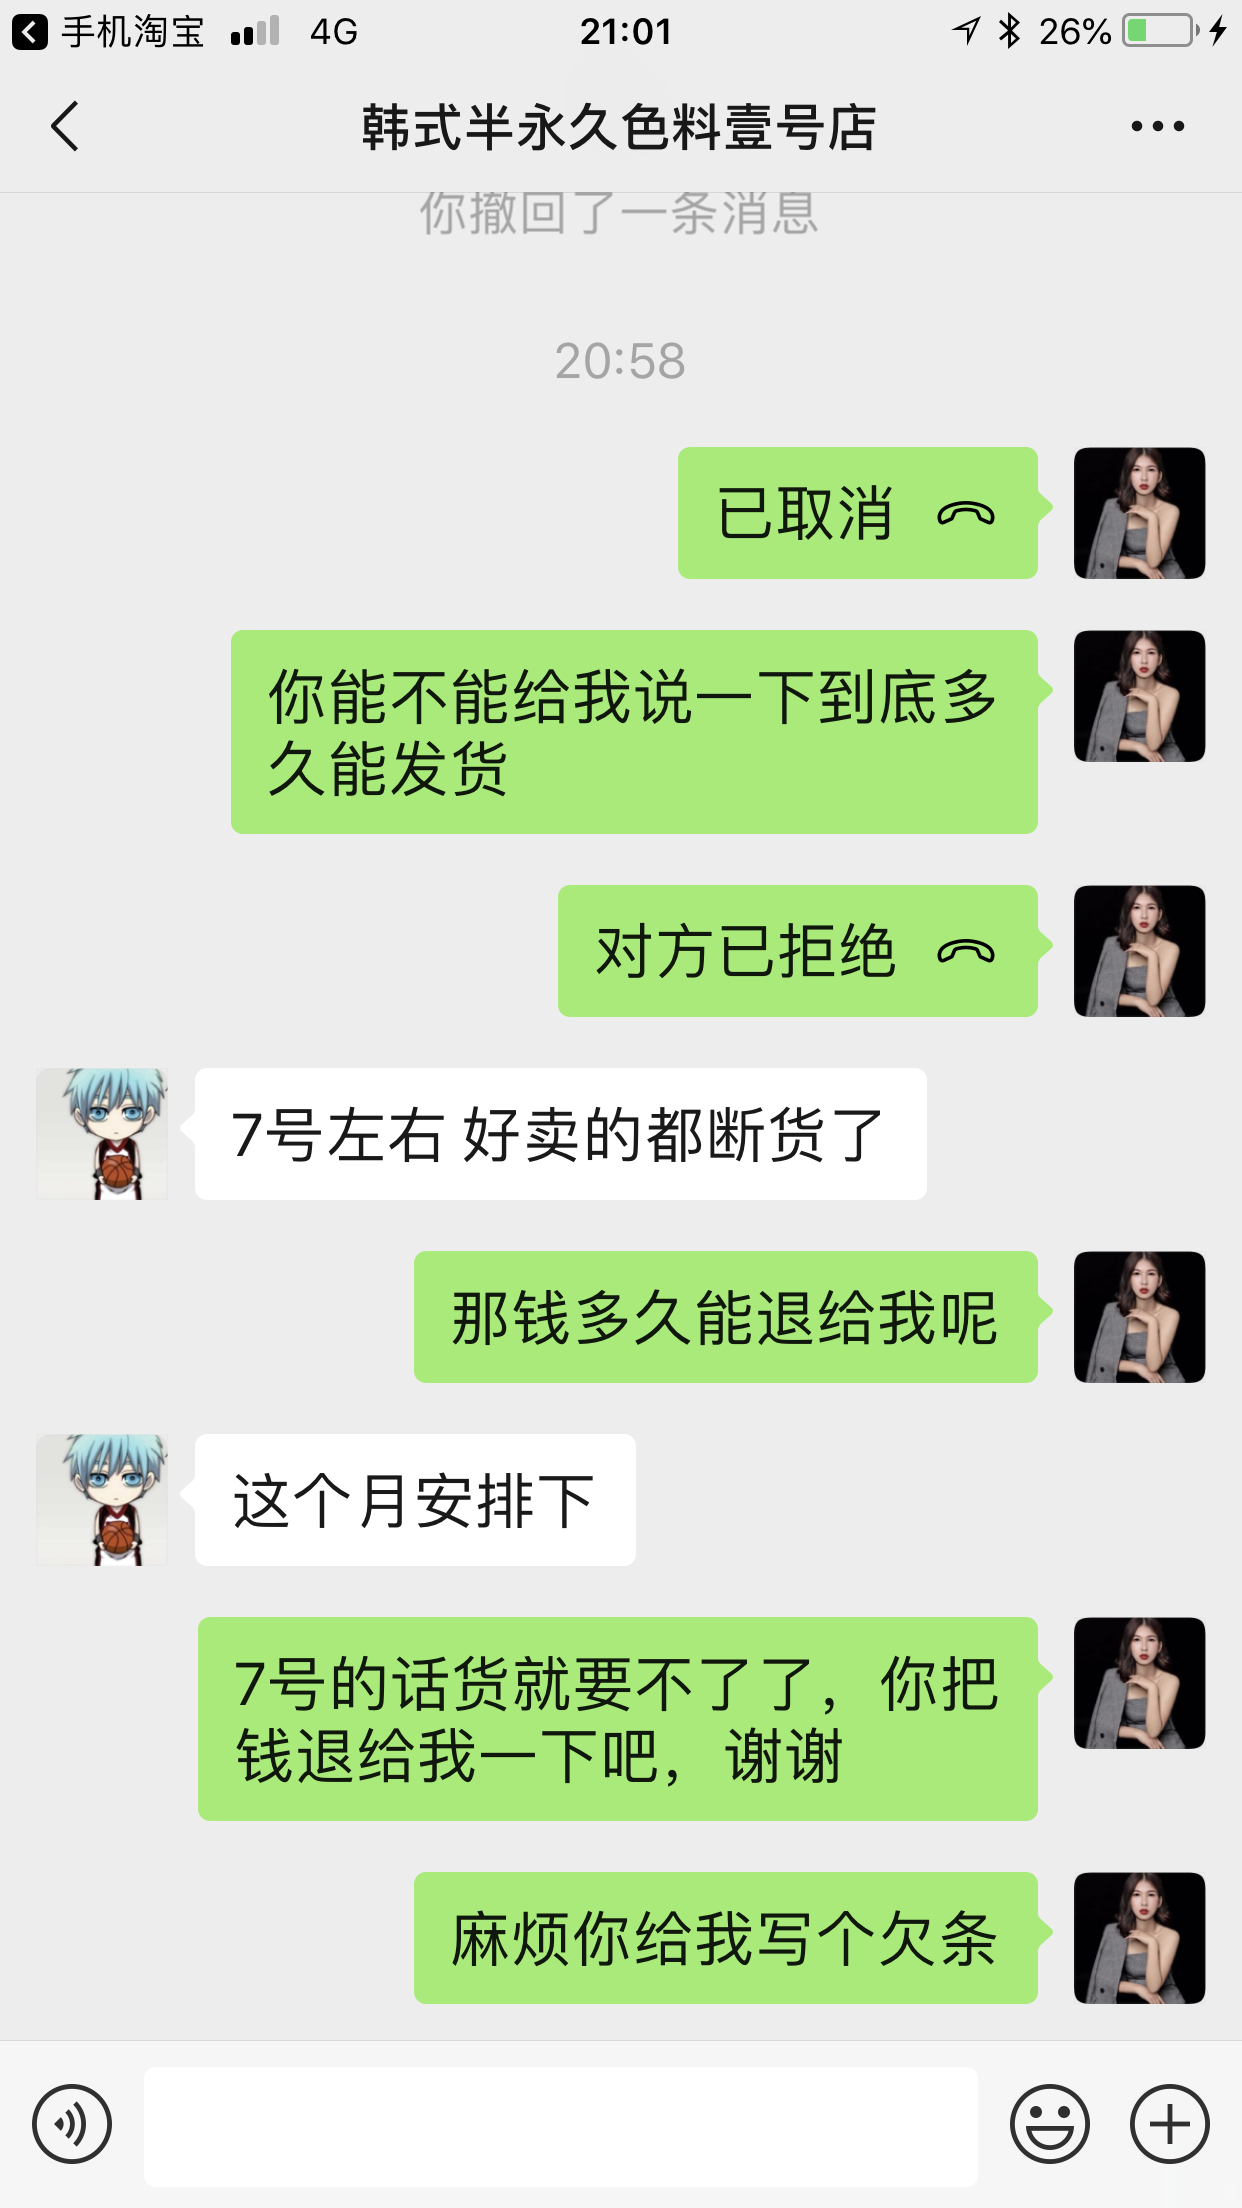 手机淘宝 4G 21:01 26%
韩式半永久色料壹号店
你撤回了一条消息
20:58
已取消
你能不能给我说一下到底多
久能发货
对方已拒绝
7号左右 好卖的都断货了
那钱多久能退给我呢
这个月安排下
7号的话货就要不了了，你把
钱退给我一下吧，谢谢
麻烦你给我写个欠条